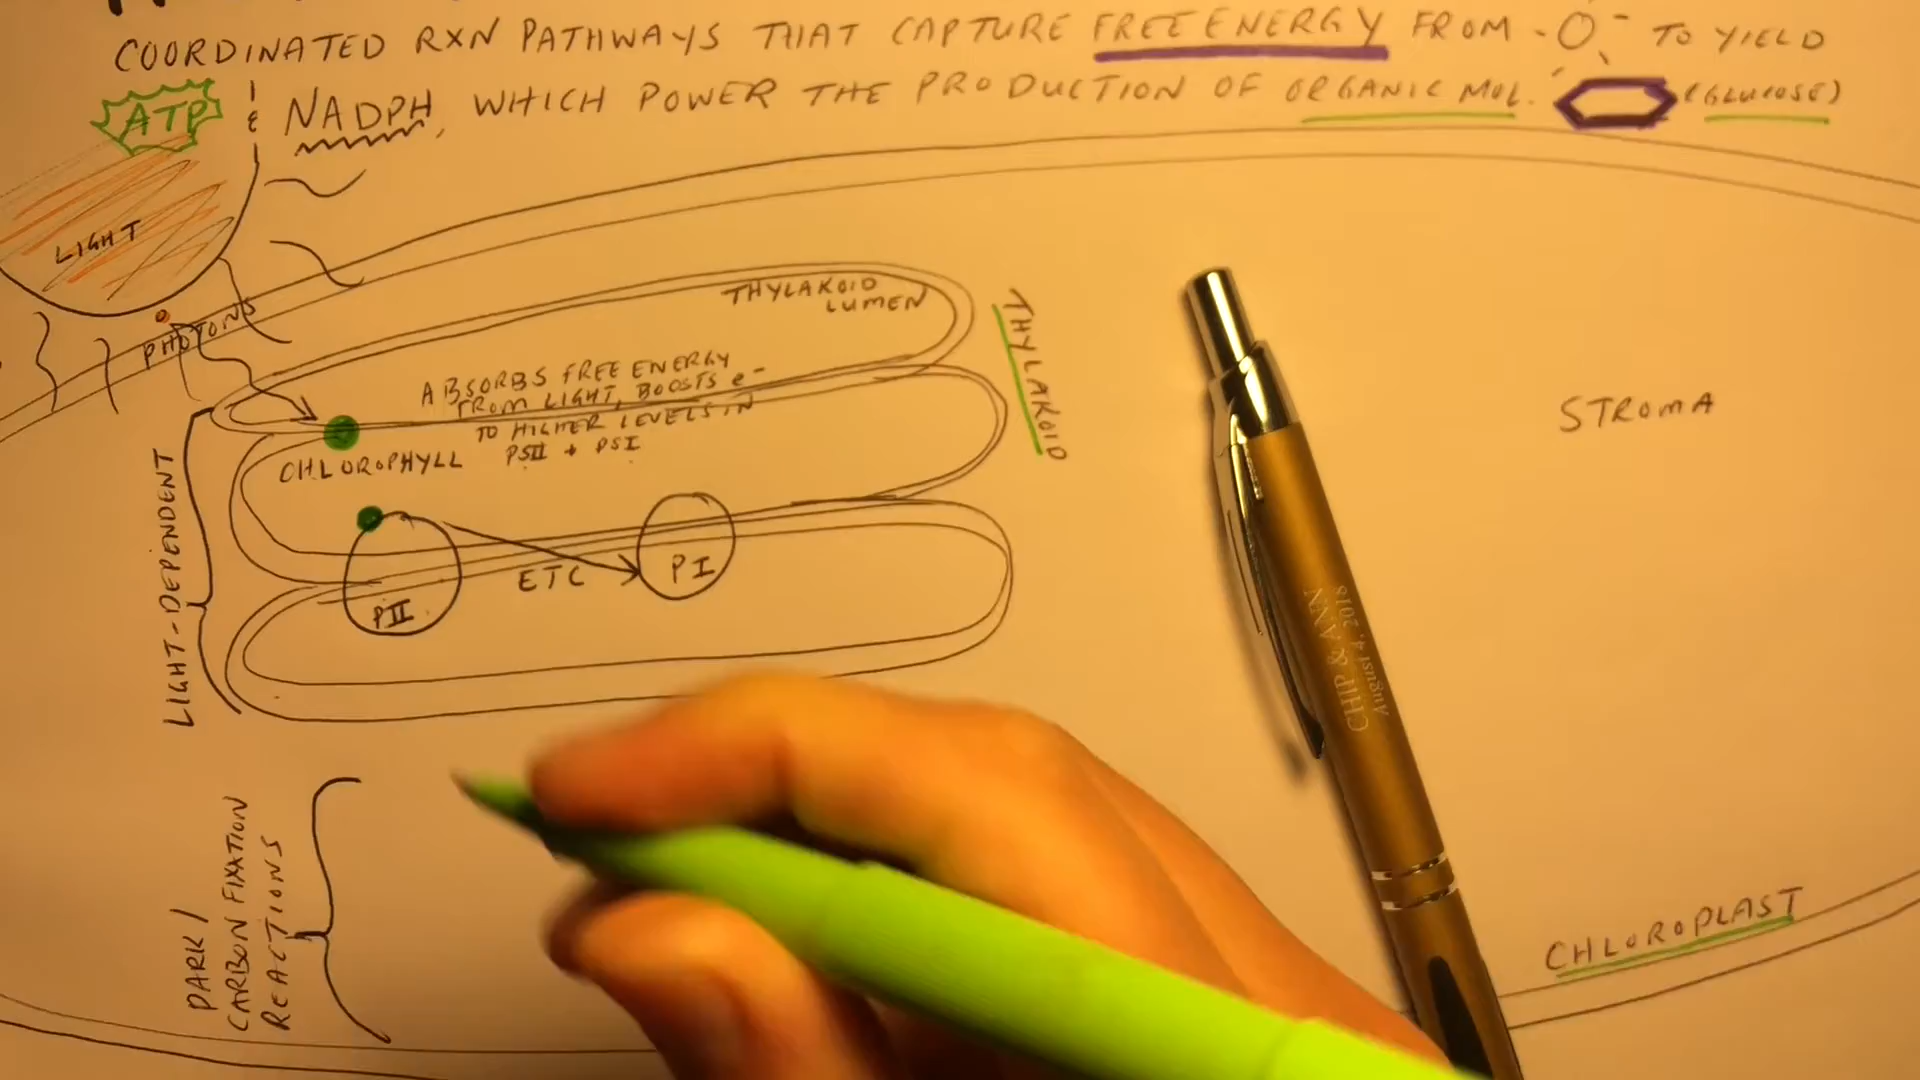 COORDINATED RXN PATHWAYS THAT CAPTURE FREE ENERGY FROM TO YIELD
ATP & NADPH, WHICH POWER THE PRODUCTION OF ORGANIC MOL. (GLUCOSE)
LIGHT
PHOTONS
THYLAKOID
LUMEN
THYLAKOID
ABSORBS FREE ENERGY
FROM LIGHT, BOOSTS e-
TO HIGHER LEVELS IN
PSII + PSI
CHLOROPHYLL
STROMA
LIGHT-DEPENDENT
ETC
PI
PII
CHIP & ANN
August 4, 2018
DARK/
CARBON FIXATION
REACTIONS
CHLOROPLAST